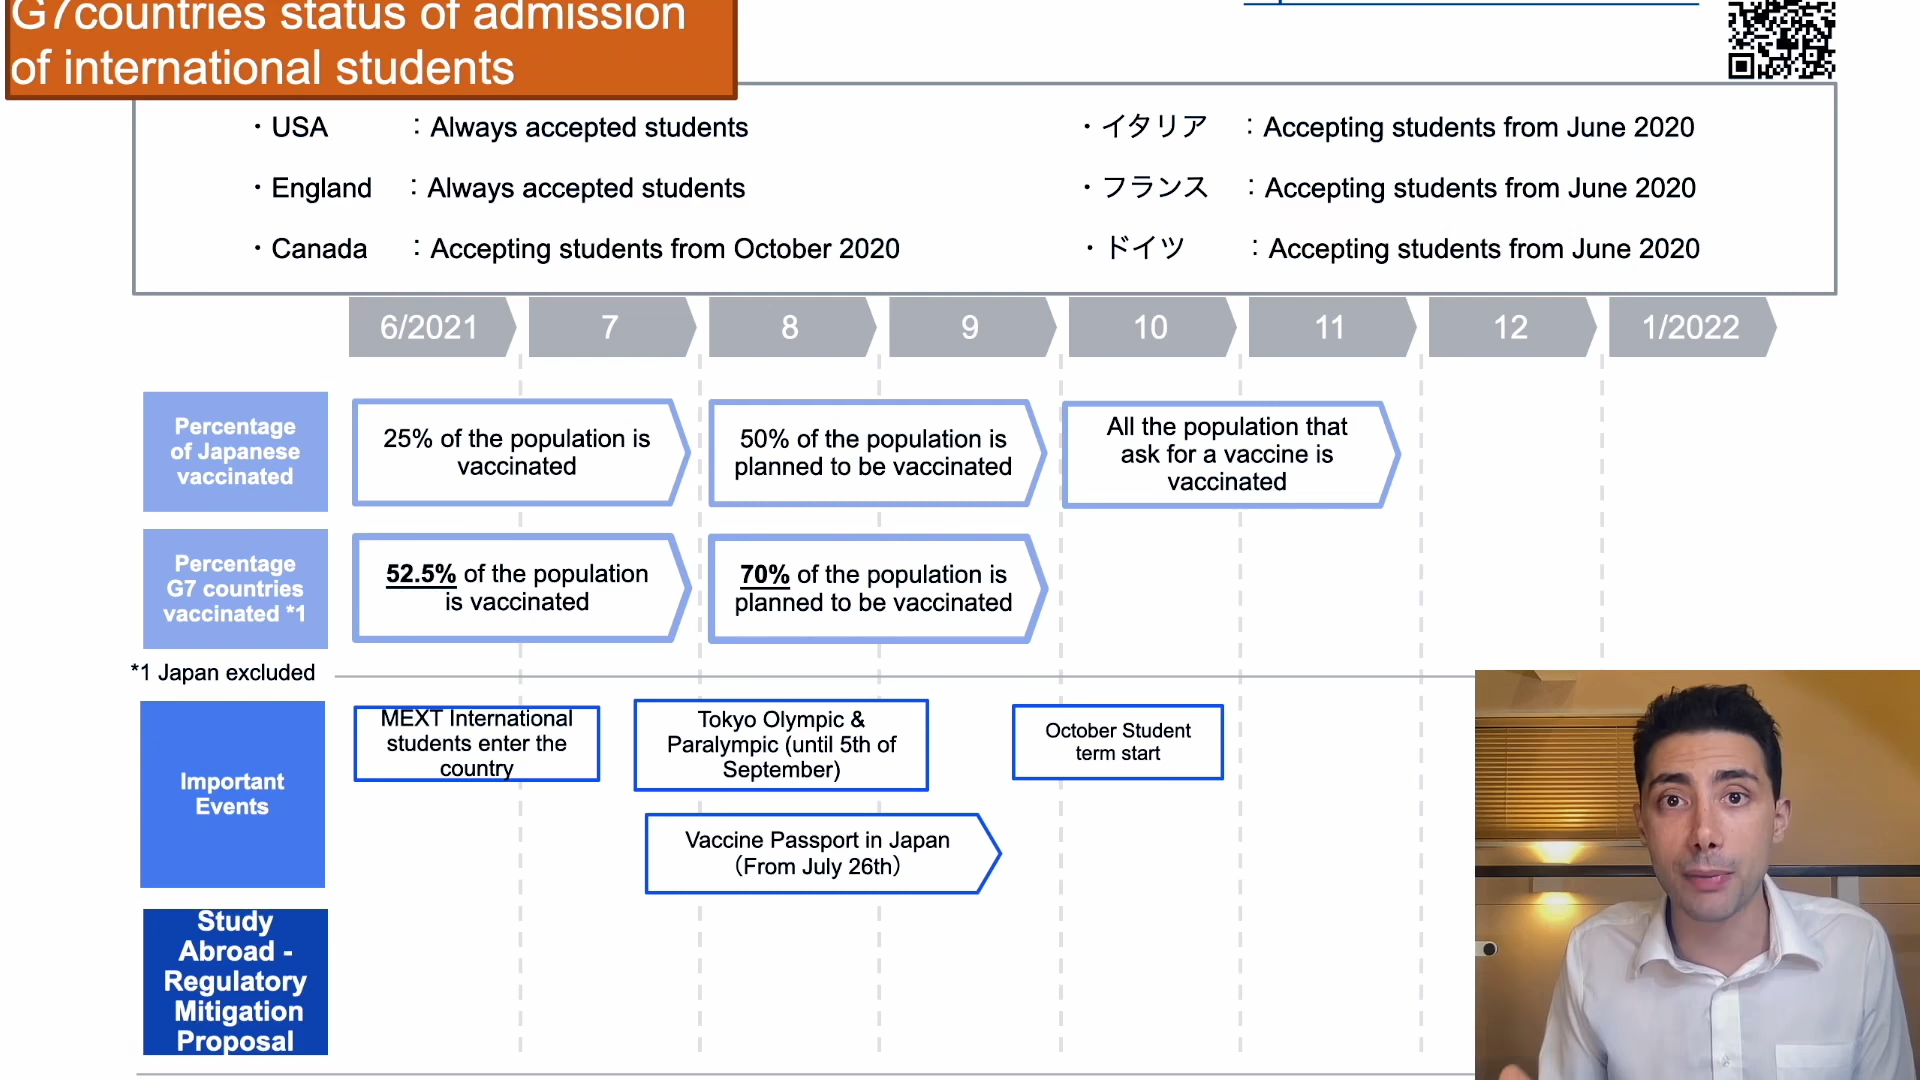 G7countries status of admission
of international students
・USA : Always accepted students
・イタリア : Accepting students from June 2020
・England : Always accepted students
・フランス : Accepting students from June 2020
・Canada : Accepting students from October 2020
・ドイツ : Accepting students from June 2020
6/2021 7 8 9 10 11 12 1/2022
Percentage
of Japanese
vaccinated
25% of the population is
vaccinated
50% of the population is
planned to be vaccinated
All the population that
ask for a vaccine is
vaccinated
Percentage
G7 countries
vaccinated *1
52.5% of the population
is vaccinated
70% of the population is
planned to be vaccinated
*1 Japan excluded
Important
Events
MEXT International
students enter the
country
Tokyo Olympic &
Paralympic (until 5th of
September)
October Student
term start
Vaccine Passport in Japan
（From July 26th）
Study
Abroad -
Regulatory
Mitigation
Proposal